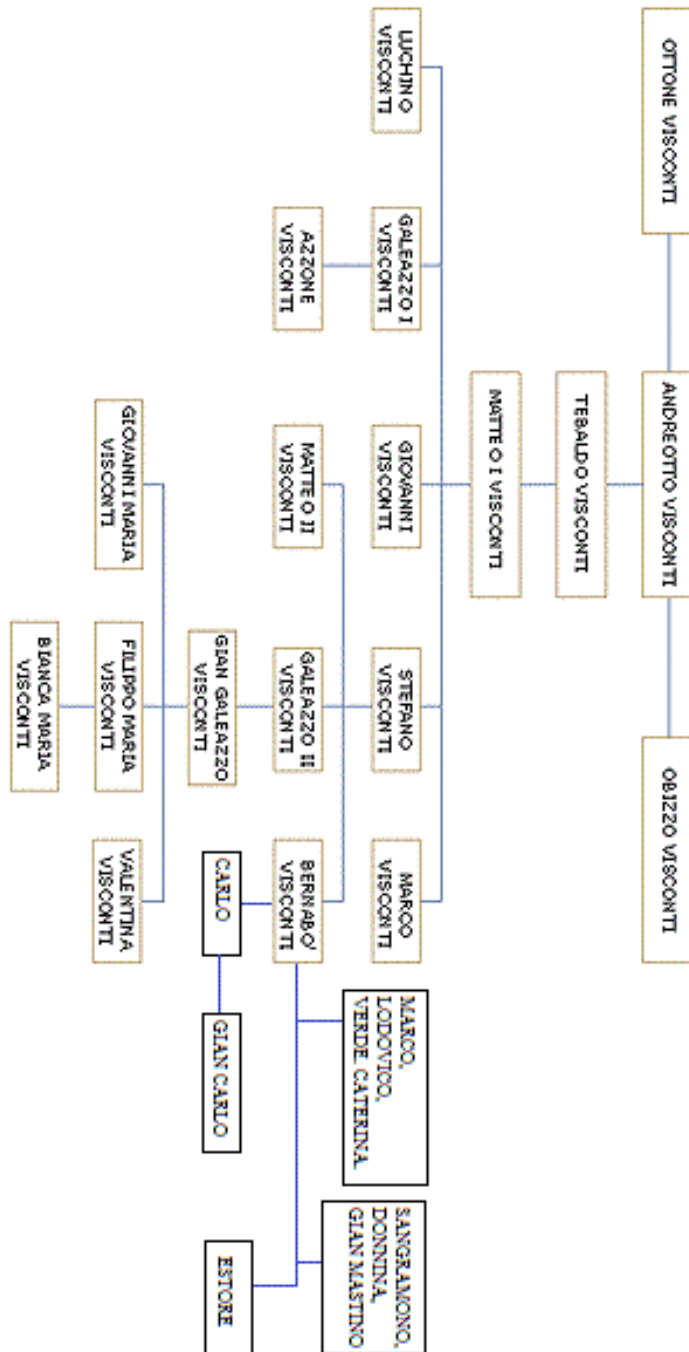 OTTONE VISCONTI
ANDREOTTO VISCONTI
OBIZZO VISCONTI
TEBALDO VISCONTI
MATTEO I VISCONTI
LUCHINO
VISCONTI
GALEAZZO I
VISCONTI
GIOVANNI
VISCONTI
STEFANO
VISCONTI
MARCO
VISCONTI
MARCO,
LODOVICO,
VERDE. CATERINA.
SANGRAMONO,
DONNINA,
GIAN MASTINO
AZZONE
VISCONTI
MATTEO II
VISCONTI
GALEAZZO II
VISCONTI
BERNABO'
VISCONTI
GIAN GALEAZZO
VISCONTI
CARLO
GIAN CARLO
ESTORE
GIOVANNI MARIA
VISCONTI
FILIPPO MARIA
VISCONTI
VALENTINA
VISCONTI
BIANCA MARIA
VISCONTI